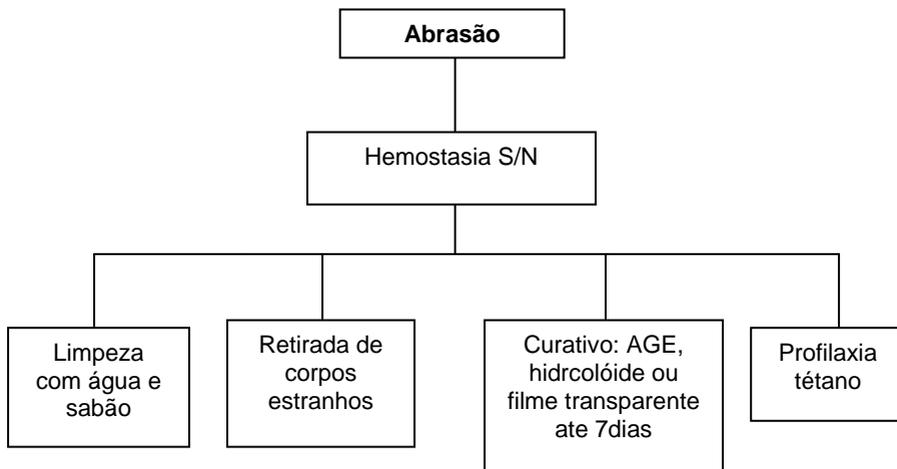 Abrasão
Hemostasia S/N
Limpeza
com água e
sabão
Retirada de
corpos
estranhos
Curativo: AGE,
hidrcolóide ou
filme transparente
ate 7dias
Profilaxia
tétano